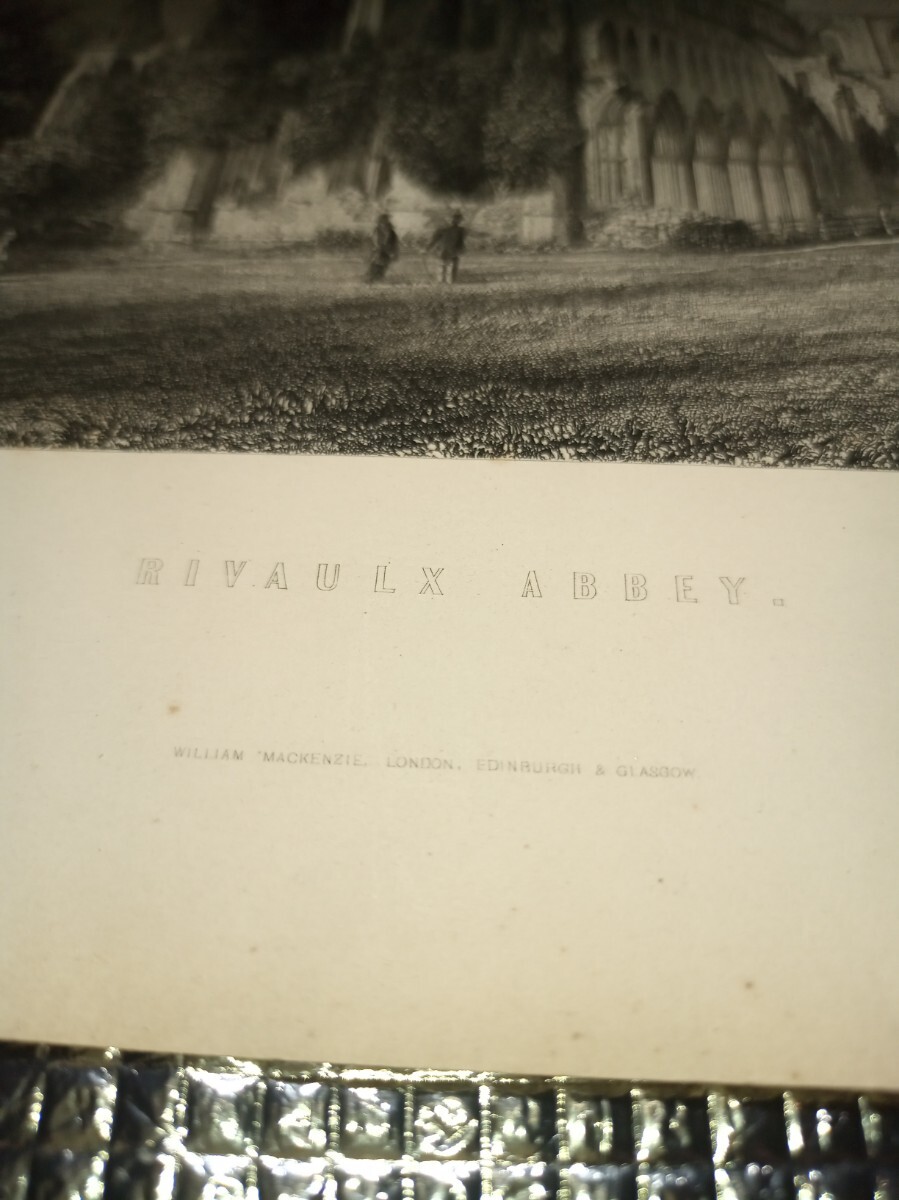 RIVAULX ABBEY.
WILLIAM MACKENZIE, LONDON, EDINBURGH & GLASGOW